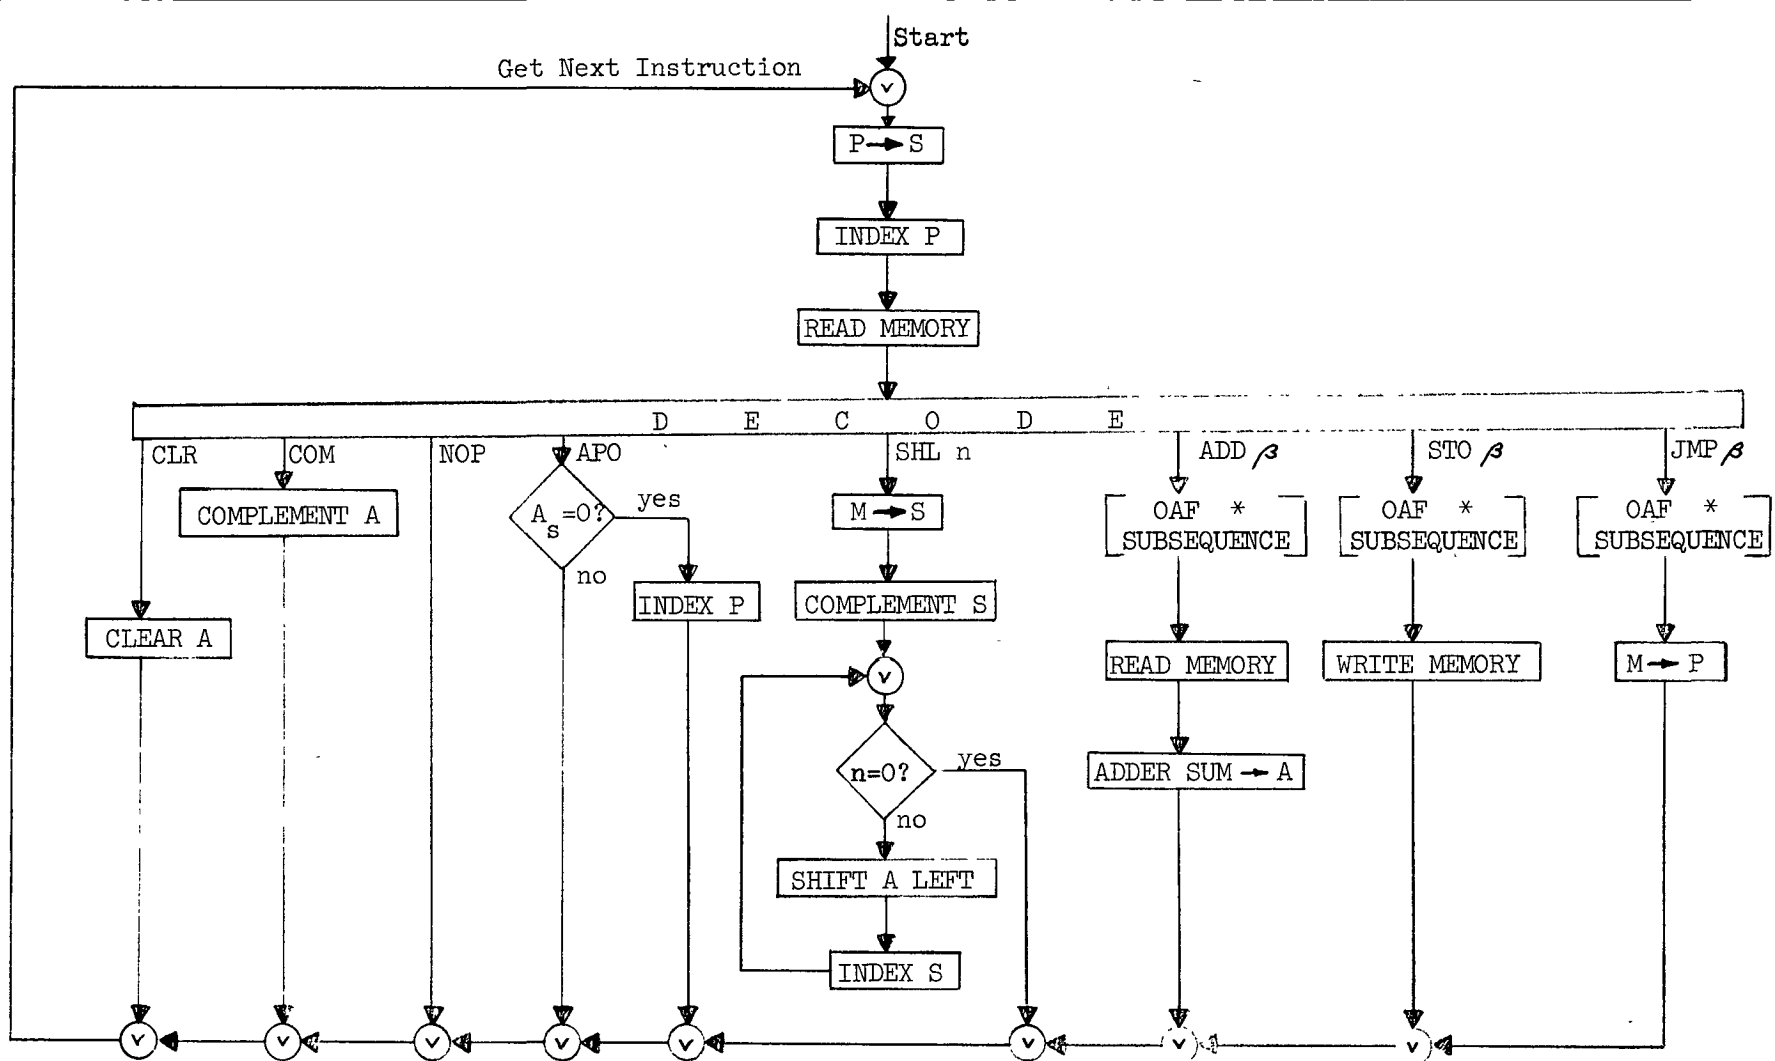 Start
Get Next Instruction
v
P→S
INDEX P
READ MEMORY
D E C O D E
CLR
COM
NOP
APO
SHL n
ADD β
STO β
JMP β
COMPLEMENT A
A_s=0?
yes
no
M→S
OAF *
SUBSEQUENCE
OAF *
SUBSEQUENCE
OAF *
SUBSEQUENCE
CLEAR A
INDEX P
COMPLEMENT S
READ MEMORY
WRITE MEMORY
M→P
v
n=0?
yes
no
ADDER SUM→A
SHIFT A LEFT
INDEX S
v v v v v v v v